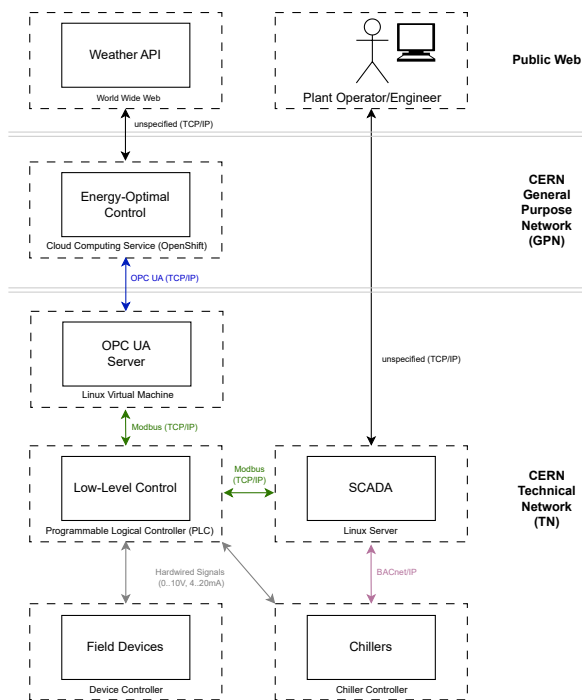 Weather API
World Wide Web
Plant Operator/Engineer
Public Web
unspecified (TCP/IP)
Energy-Optimal
Control
Cloud Computing Service (OpenShift)
CERN
General
Purpose
Network
(GPN)
OPC UA (TCP/IP)
OPC UA
Server
Linux Virtual Machine
unspecified (TCP/IP)
Modbus (TCP/IP)
Low-Level Control
Programmable Logical Controller (PLC)
Modbus
(TCP/IP)
SCADA
Linux Server
CERN
Technical
Network
(TN)
Hardwired Signals
(0..10V, 4..20mA)
BACnet/IP
Field Devices
Device Controller
Chillers
Chiller Controller